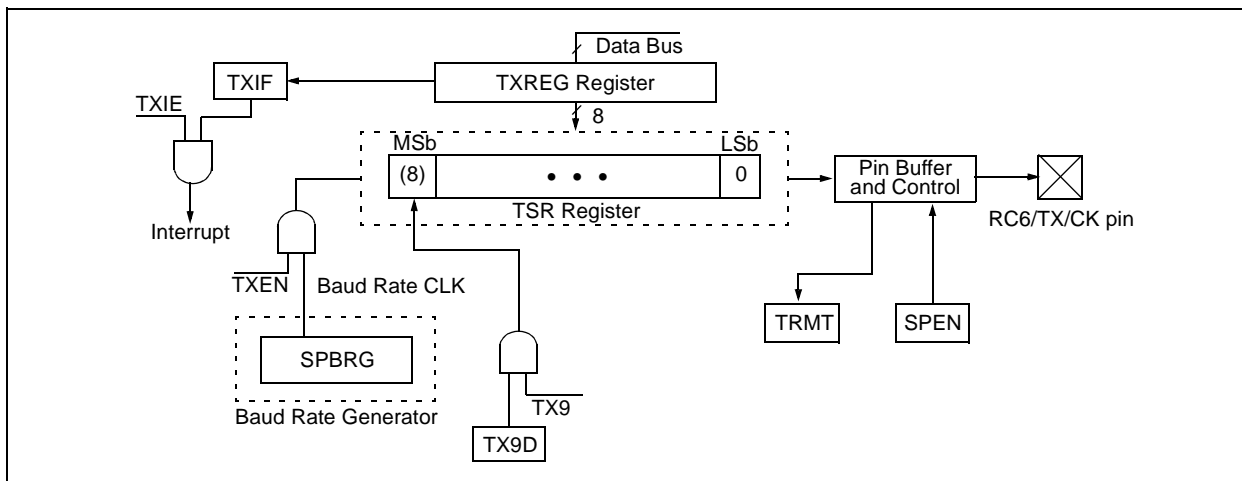 Data Bus
TXIF
TXREG Register
TXIE
8
MSb
LSb
(8)
• • •
0
Pin Buffer
and Control
TSR Register
Interrupt
RC6/TX/CK pin
TXEN
Baud Rate CLK
TRMT
SPEN
SPBRG
Baud Rate Generator
TX9
TX9D